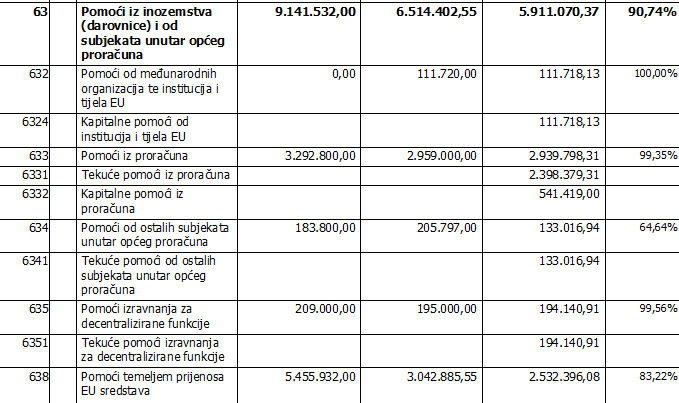 63 Pomoći iz inozemstva 9.141.532,00 6.514.402,55 5.911.070,37 90,74%
(darovnice) i od
subjekata unutar općeg
proračuna
632 Pomoći od međunarodnih 0,00 111.720,00 111.718,13 100,00%
organizacija te institucija i
tijela EU
6324 Kapitalne pomoći od 111.718,13
institucija i tijela EU
633 Pomoći iz proračuna 3.292.800,00 2.959.000,00 2.939.798,31 99,35%
6331 Tekuće pomoći iz proračuna 2.398.379,31
6332 Kapitalne pomoći iz 541.419,00
proračuna
634 Pomoći od ostalih subjekata 183.800,00 205.797,00 133.016,94 64,64%
unutar općeg proračuna
6341 Tekuće pomoći od ostalih 133.016,94
subjekata unutar općeg
proračuna
635 Pomoći izravnanja za 209.000,00 195.000,00 194.140,91 99,56%
decentralizirane funkcije
6351 Tekuće pomoći izravnanja 194.140,91
za decentralizirane funkcije
638 Pomoći temeljem prijenosa 5.455.932,00 3.042.885,55 2.532.396,08 83,22%
EU sredstava